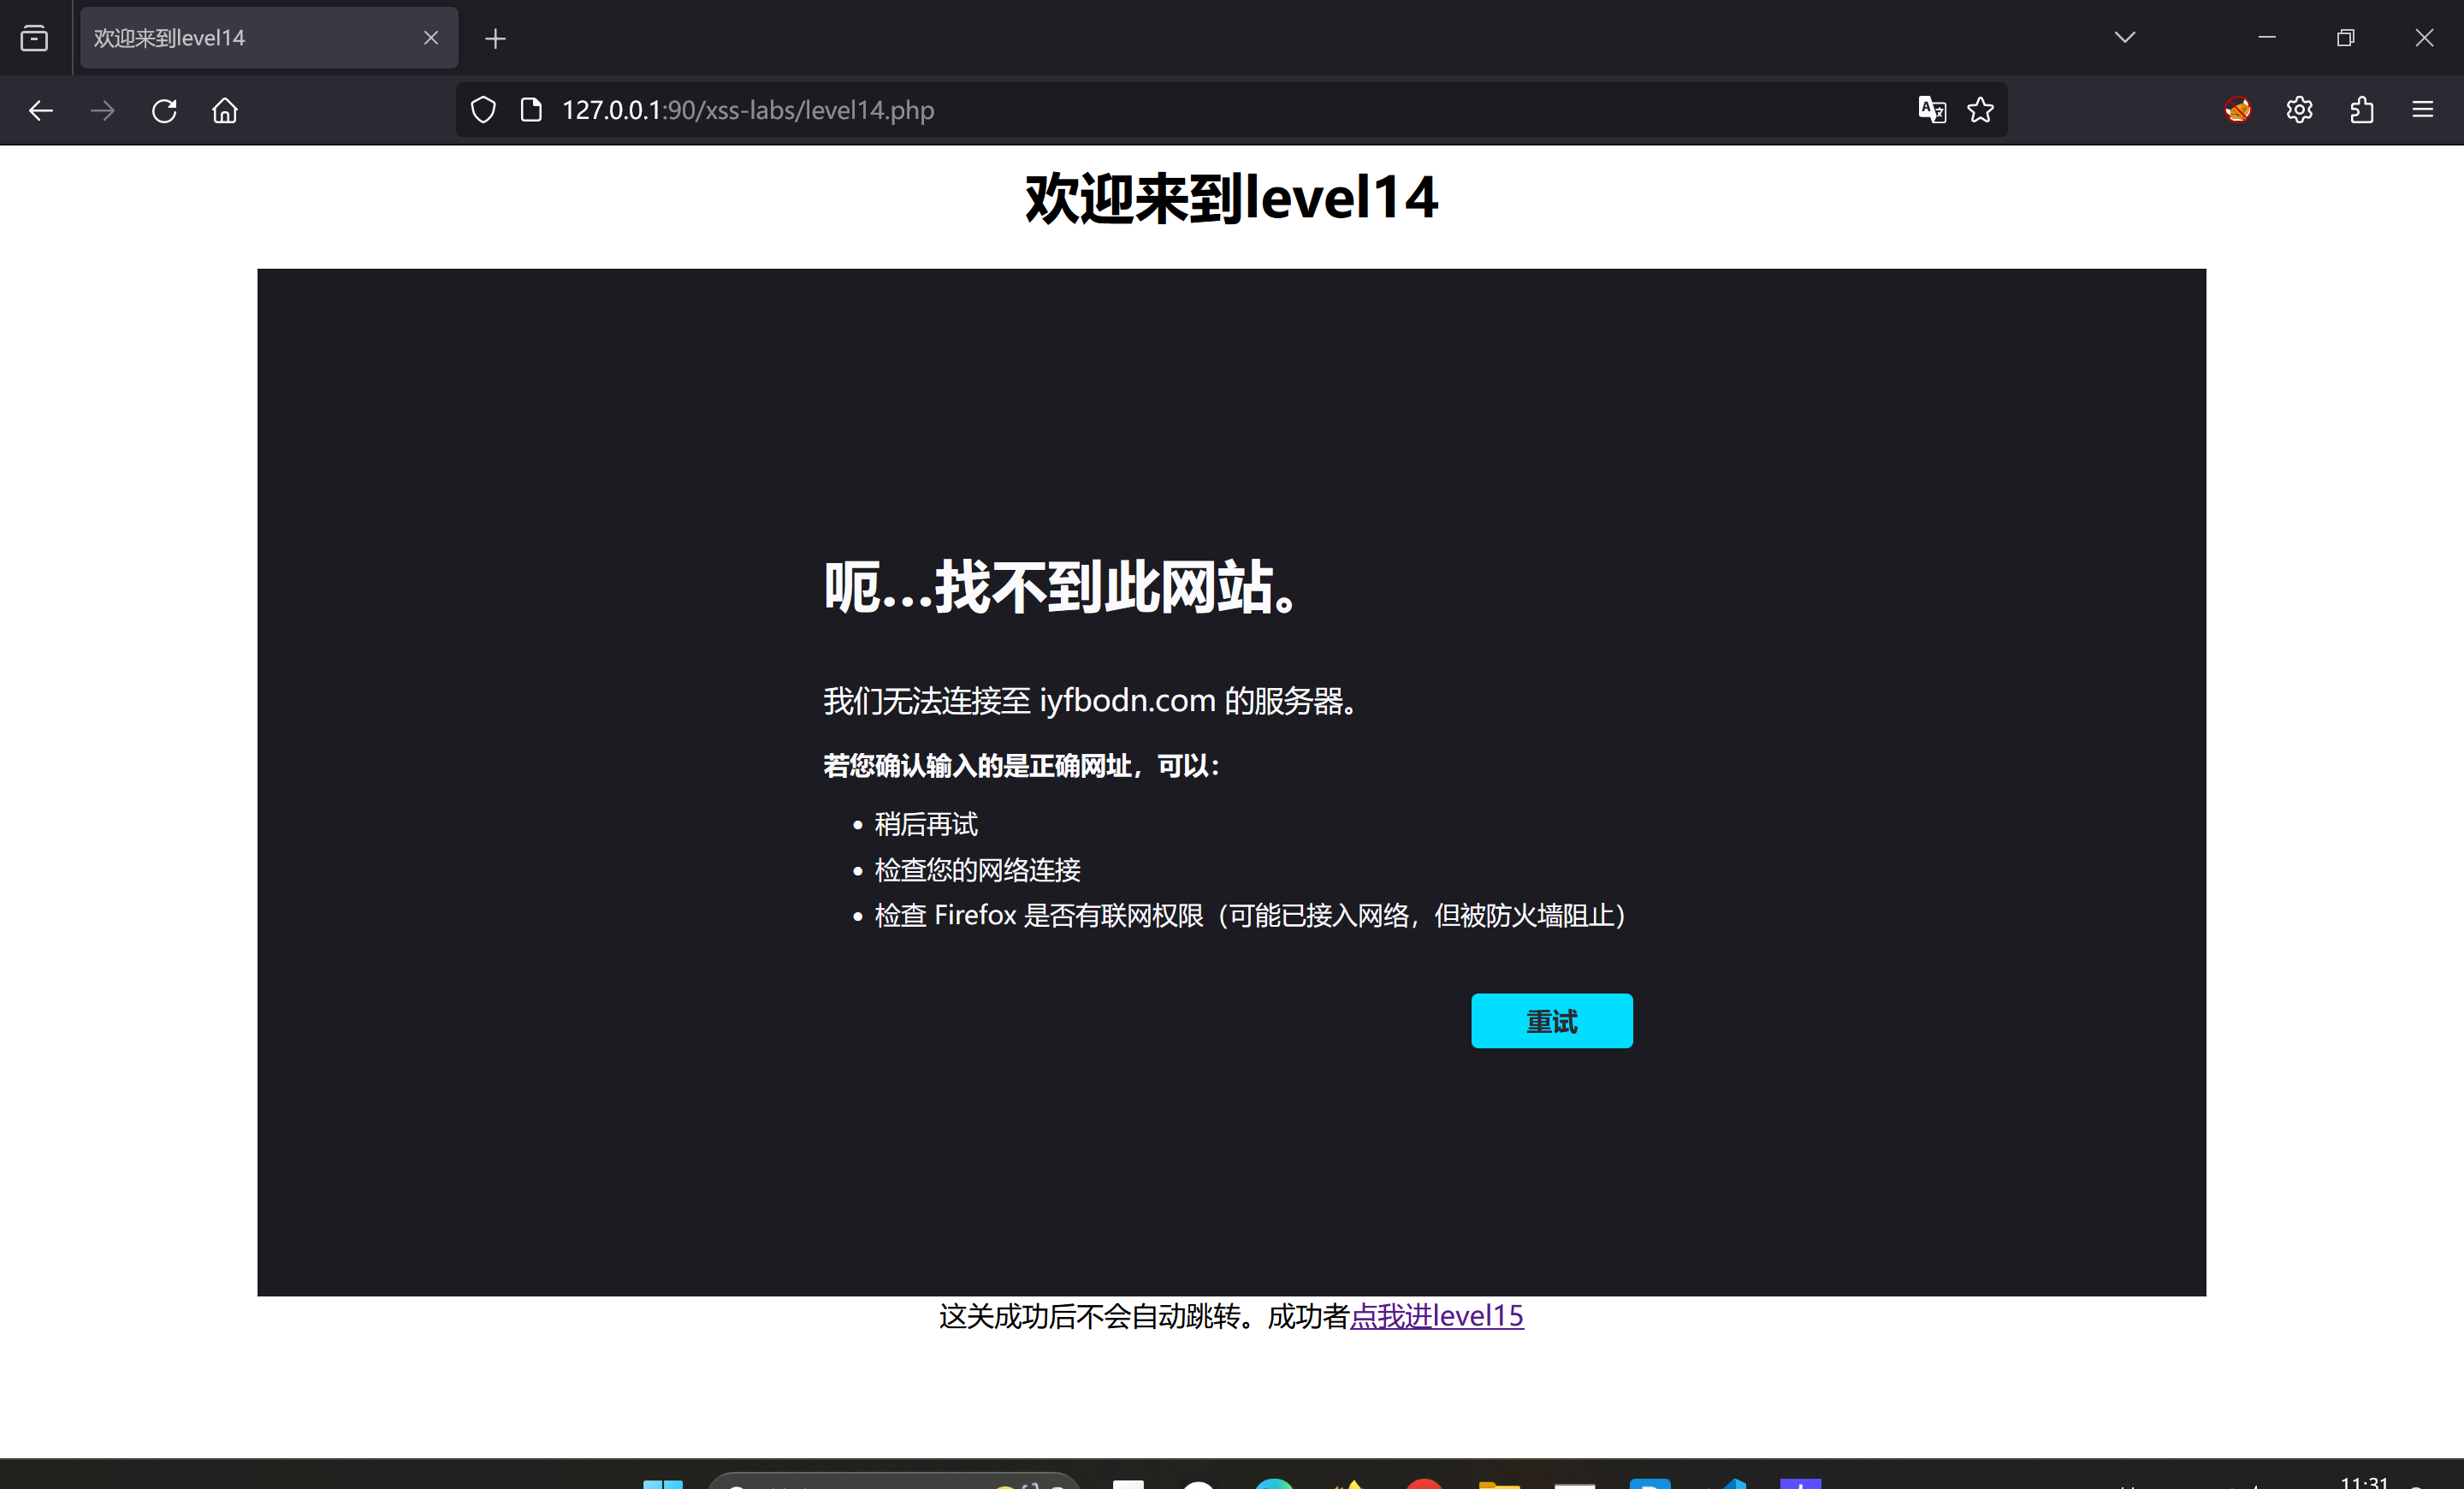 欢迎来到level14
127.0.0.1:90/xss-labs/level14.php
欢迎来到level14
呃…找不到此网站。
我们无法连接至 iyfbodn.com 的服务器。
若您确认输入的是正确网址，可以：
稍后再试
检查您的网络连接
检查 Firefox 是否有联网权限（可能已接入网络，但被防火墙阻止）
重试
这关成功后不会自动跳转。成功者点我进level15
11:31